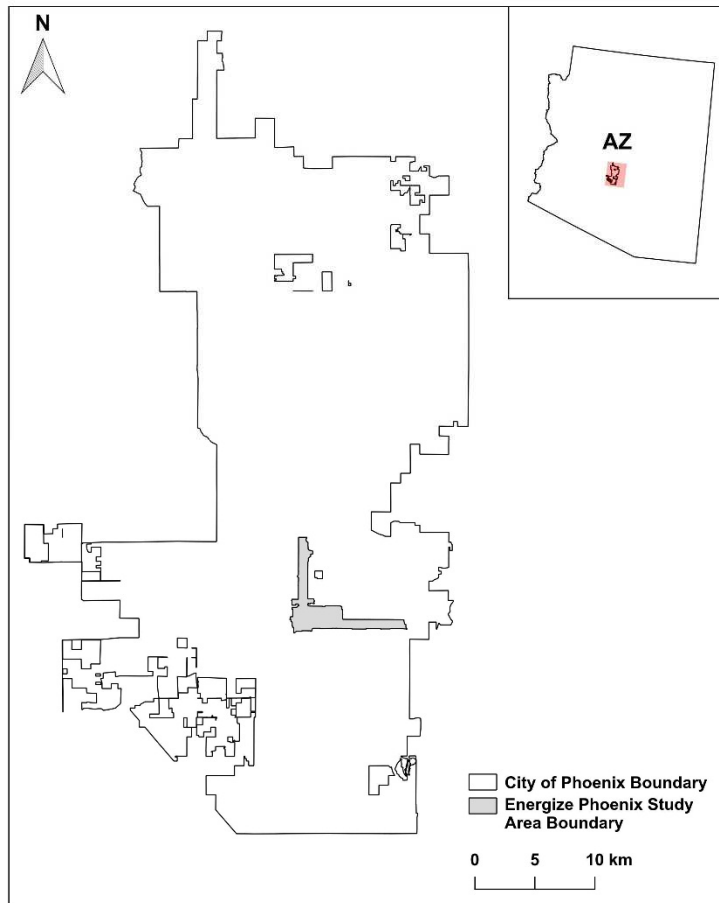 N
AZ
City of Phoenix Boundary
Energize Phoenix Study
Area Boundary
0 5 10 km